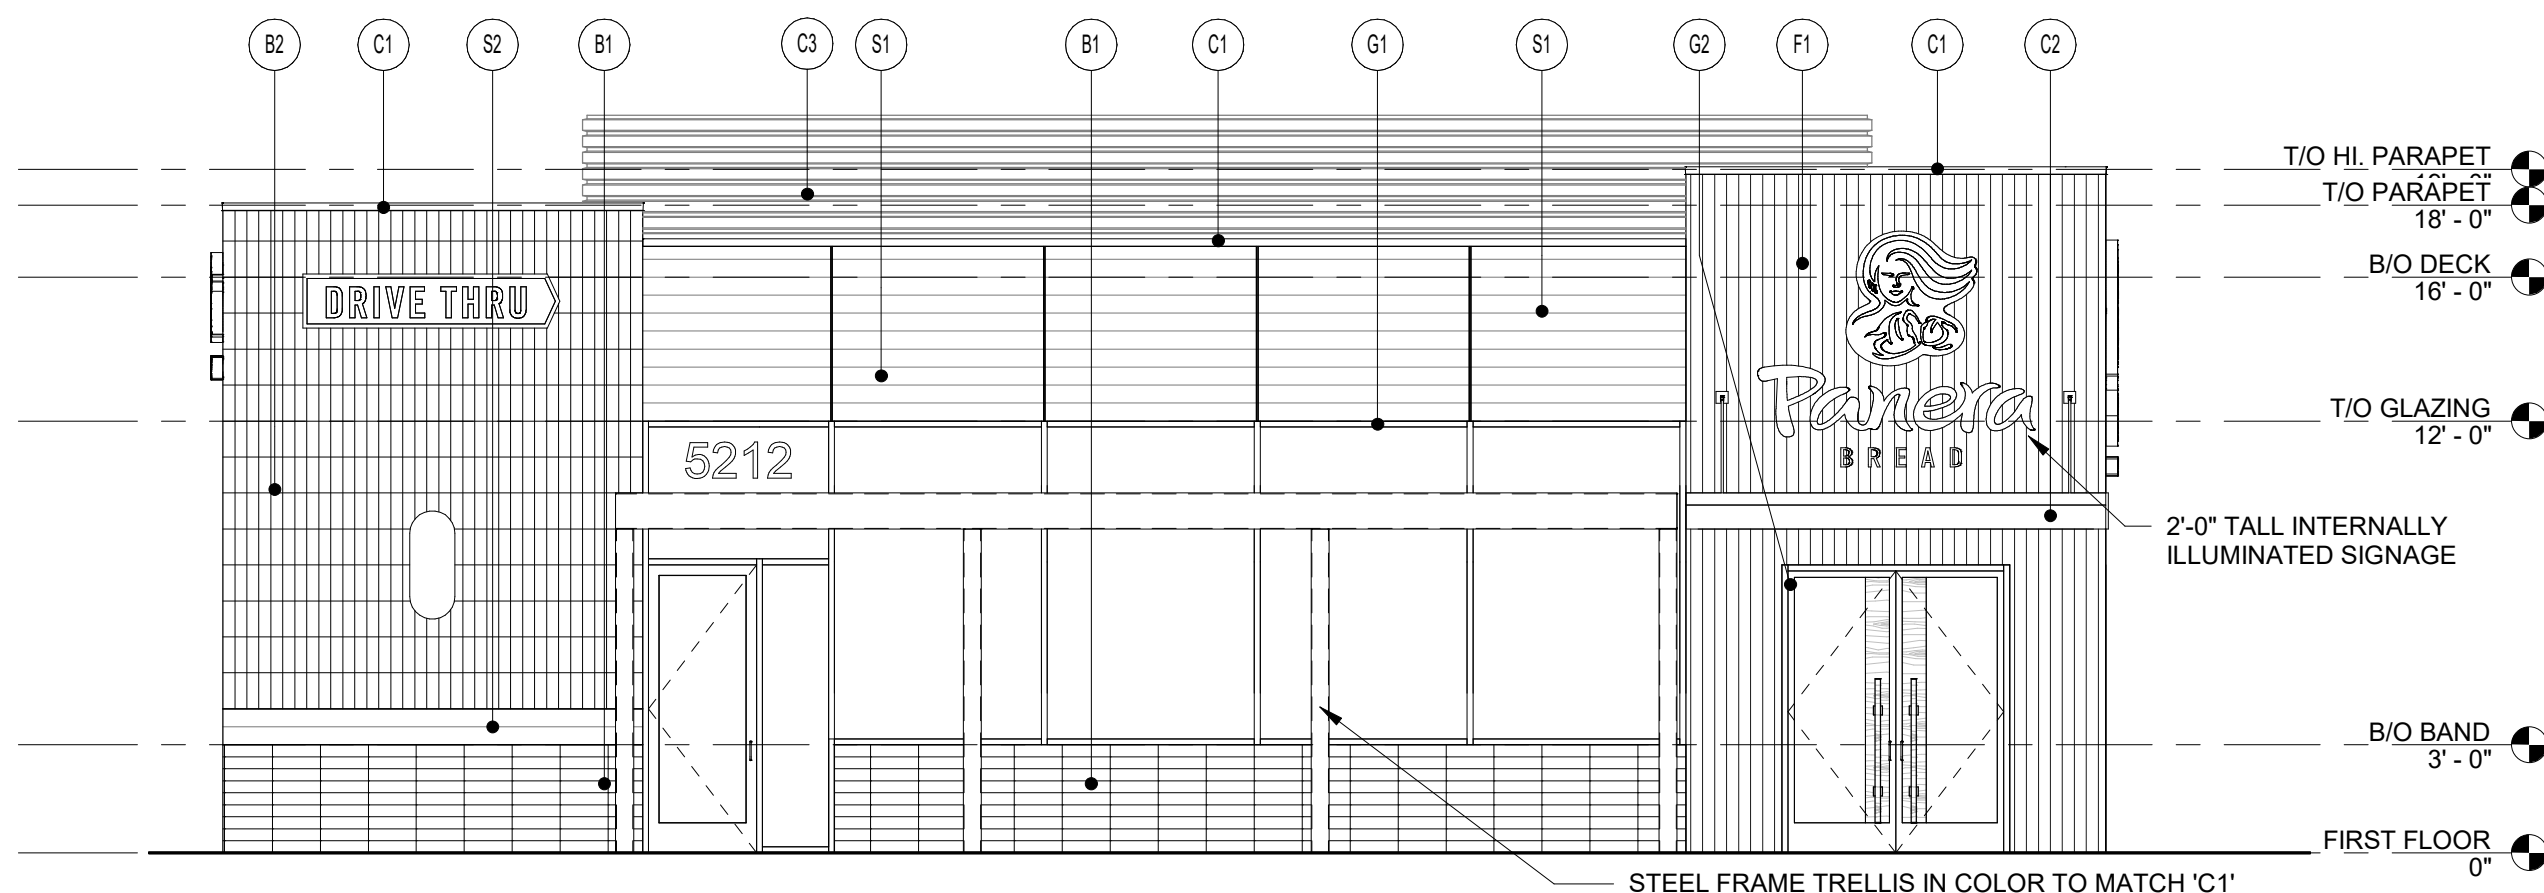 B2 C1 S2 B1 C3 S1 B1 C1 G1 S1 G2 F1 C1 C2
T/O HI. PARAPET
T/O PARAPET
18' - 0"
B/O DECK
16' - 0"
DRIVE THRU
Panera
T/O GLAZING
12' - 0"
5212
BREAD
2'-0" TALL INTERNALLY
ILLUMINATED SIGNAGE
B/O BAND
3' - 0"
FIRST FLOOR
0"
STEEL FRAME TRELLIS IN COLOR TO MATCH 'C1'